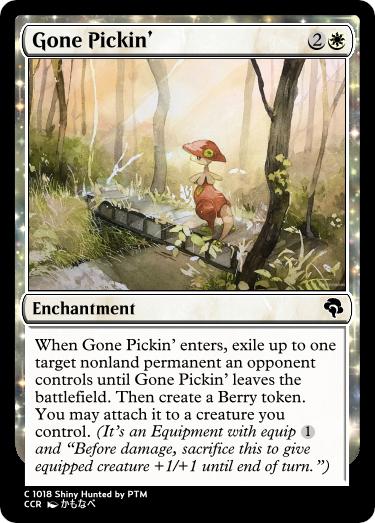 Gone Pickin’ 2
Enchantment
When Gone Pickin’ enters, exile up to one
target nonland permanent an opponent
controls until Gone Pickin’ leaves the
battlefield. Then create a Berry token.
You may attach it to a creature you
control. (It’s an Equipment with equip 1
and “Before damage, sacrifice this to give
equipped creature +1/+1 until end of turn.”)
C 1018 Shiny Hunted by PTM
CCR かもなべ